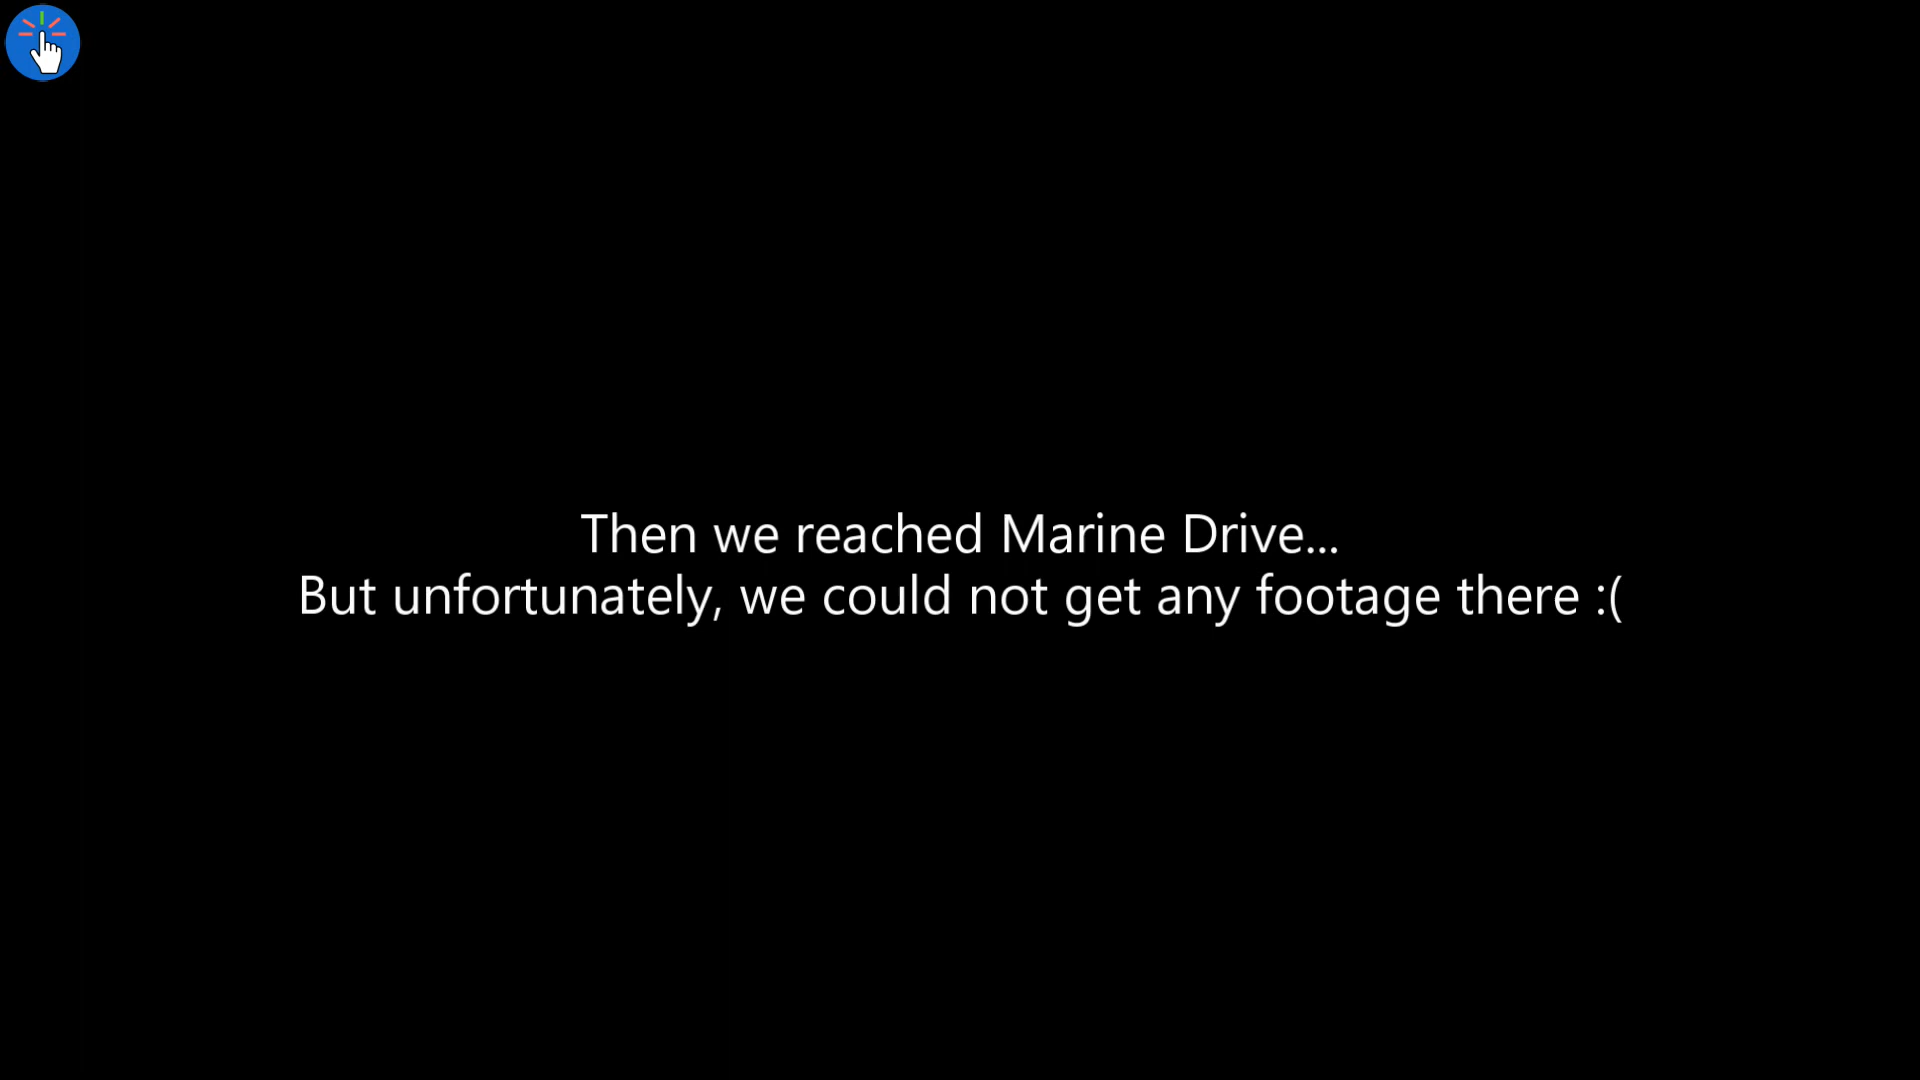 Then we reached Marine Drive...
But unfortunately, we could not get any footage there :(